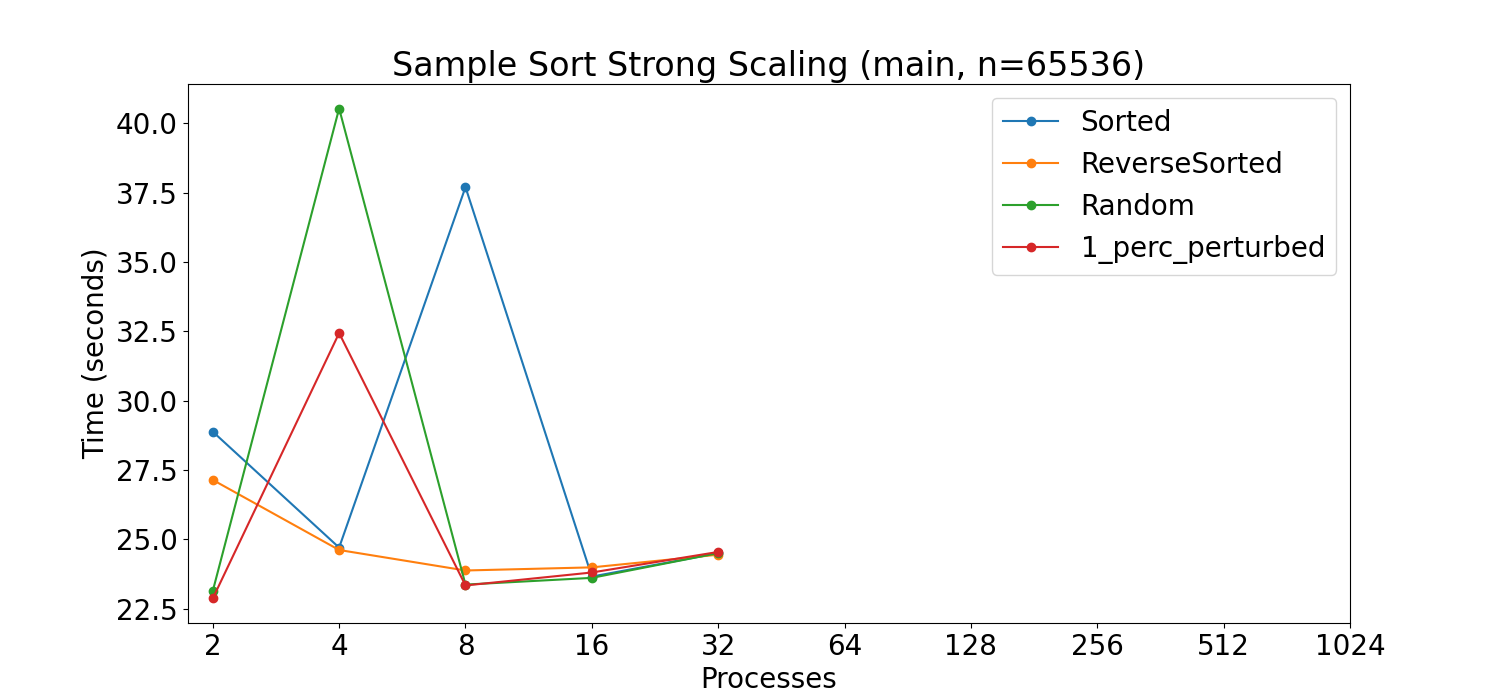 Sample Sort Strong Scaling (main, n=65536)
Sorted
ReverseSorted
Random
1_perc_perturbed
Time (seconds)
40.0
37.5
35.0
32.5
30.0
27.5
25.0
22.5
2 4 8 16 32 64 128 256 512 1024
Processes